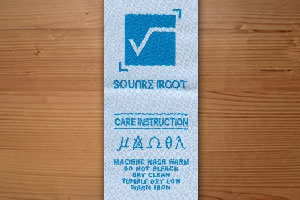 SQUARE ROOT
CARE INSTRUCTION
MACHINE WASH WARM
DO NOT BLEACH
DRY CLEAN
TUMBLE DRY LOW
WARM IRON